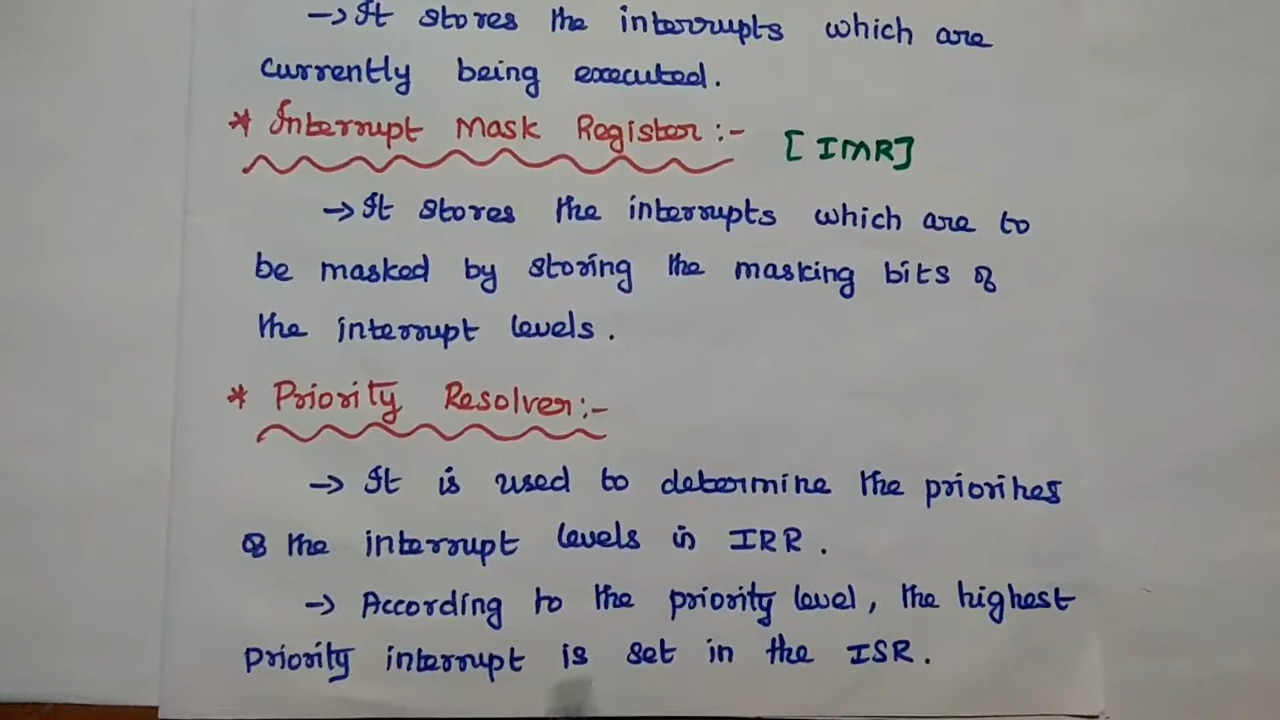 → It stores the interrupts which are
currently being executed.
* Interrupt Mask Register :- [IMR]
→ It stores the interrupts which are to
be masked by storing the masking bits of
the interrupt levels.
* Priority Resolver:-
→ It is used to determine the priorities
of the interrupt levels in IRR.
→ According to the priority level, the highest
priority interrupt is set in the ISR.